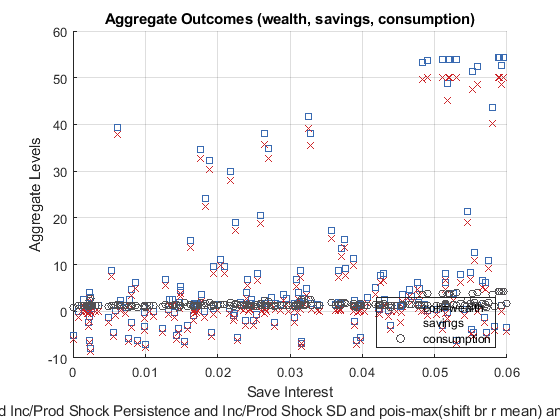 Aggregate Outcomes (wealth, savings, consumption)
Aggregate Levels
60
50
40
30
20
10
0
-10
wealth
savings
consumption
0
0.01
0.02
0.03
0.04
0.05
0.06
Save Interest
d Inc/Prod Shock Persistence and Inc/Prod Shock SD and pois-max(shift br r mean) an